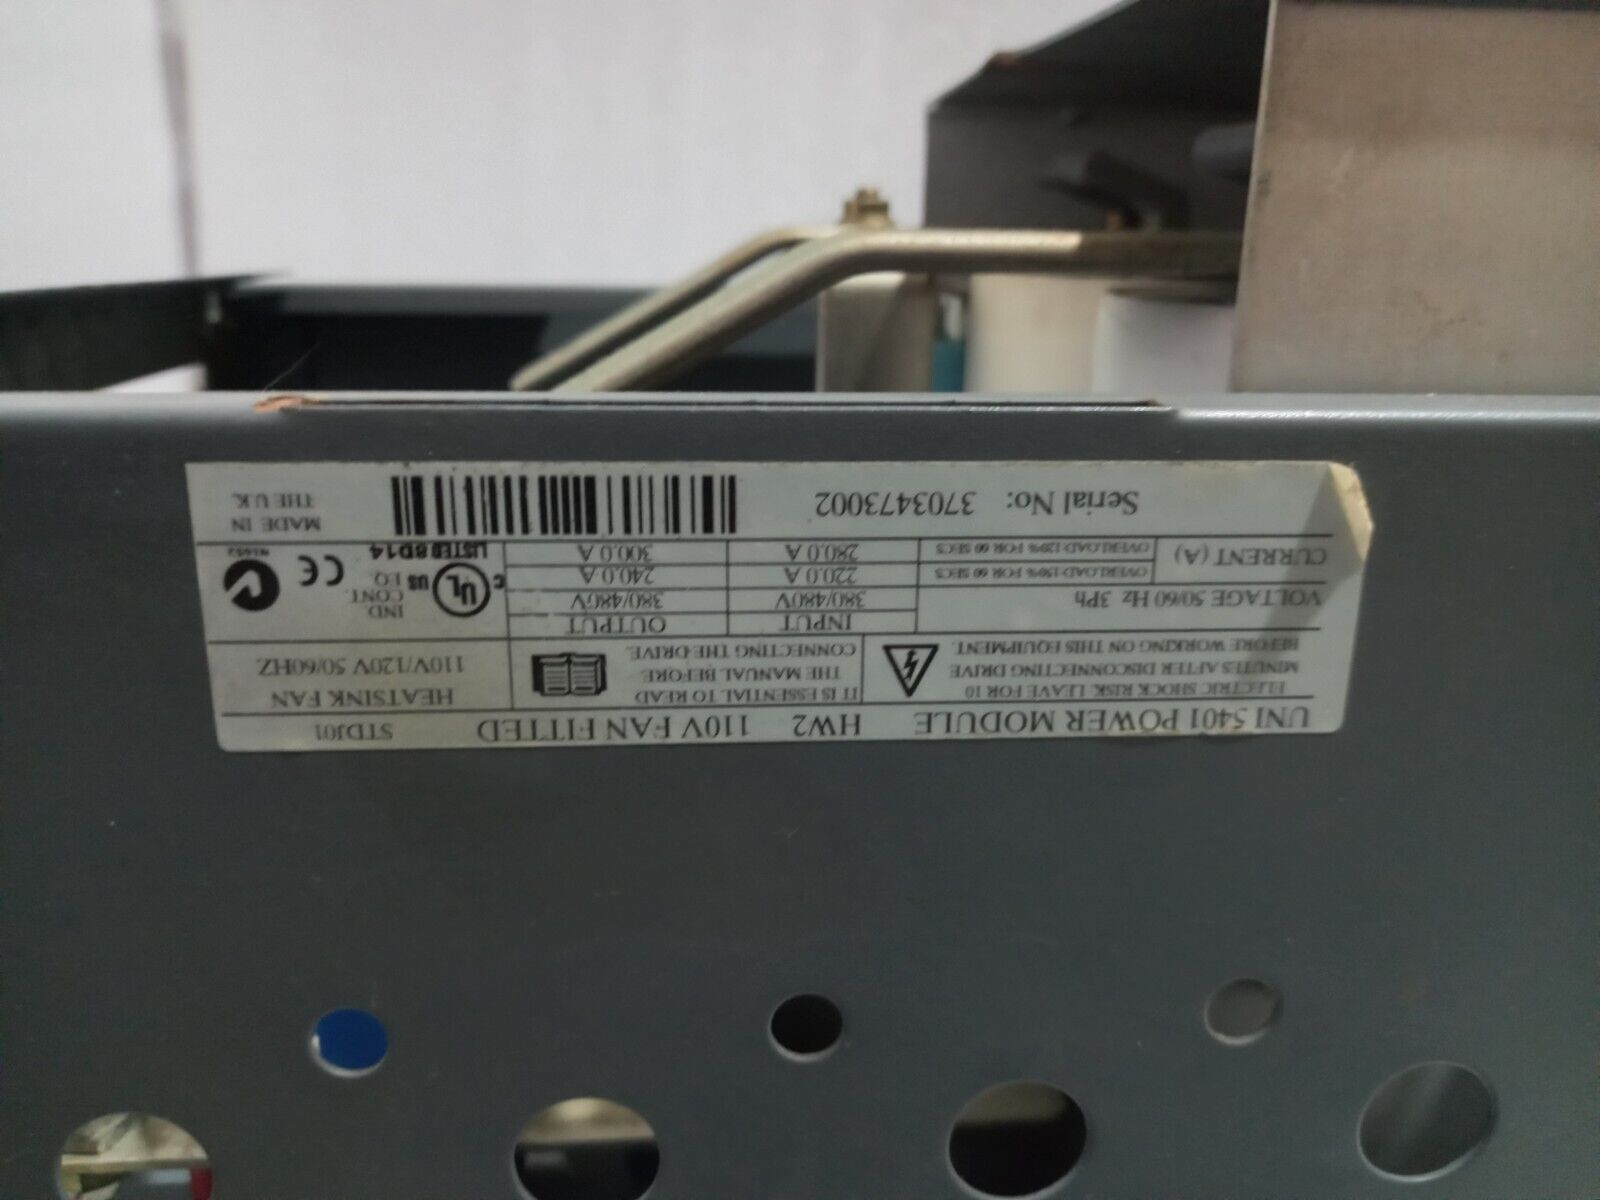 UNI 5401 POWER MODULE HW2 110V FAN FITTED STDJ01
ELECTRIC SHOCK RISK. LEAVE FOR 10
MINUTES AFTER DISCONNECTING DRIVE
BEFORE WORKING ON THIS EQUIPMENT.
IT IS ESSENTIAL TO READ
THE MANUAL BEFORE
CONNECTING THE DRIVE.
HEATSINK FAN
110V/120V 50/60HZ
INPUT OUTPUT
VOLTAGE 50/60 Hz 3Ph 380/480V 380/480V
CURRENT (A)
OVERLOAD-150% FOR 60 SECS 220.0 A 240.0 A
OVERLOAD-120% FOR 60 SECS 280.0 A 300.0 A
C UL US
IND
CONT.
EQ.
LISTED 8D14
CE
N1652
Serial No: 3703473002
MADE IN
THE U.K